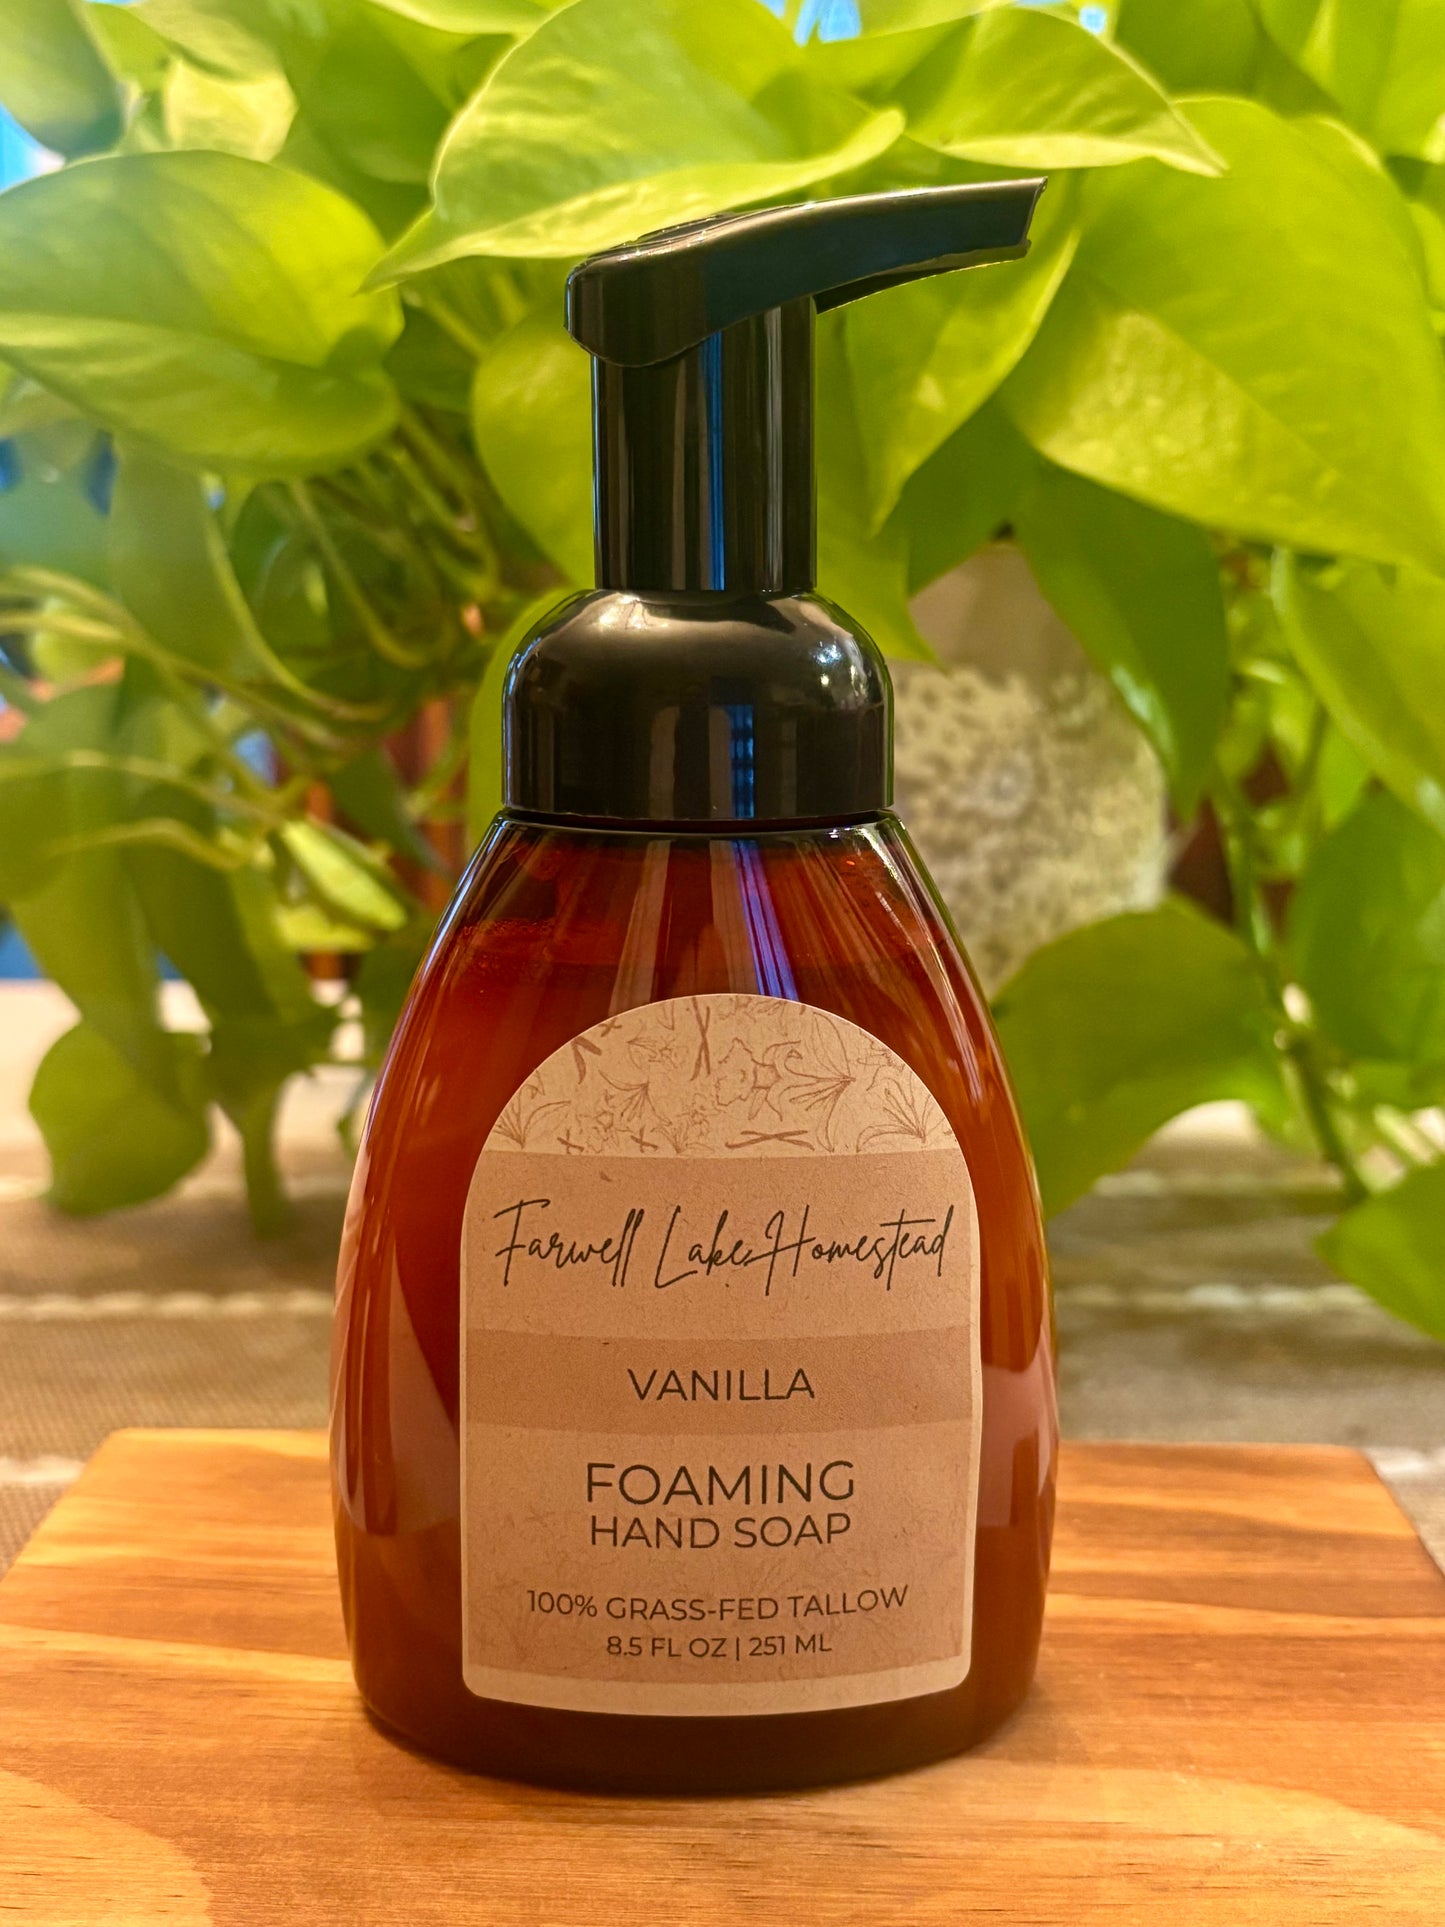 Farwell Lake Homestead
VANILLA
FOAMING
HAND SOAP
100% GRASS-FED TALLOW
8.5 FL OZ | 251 ML